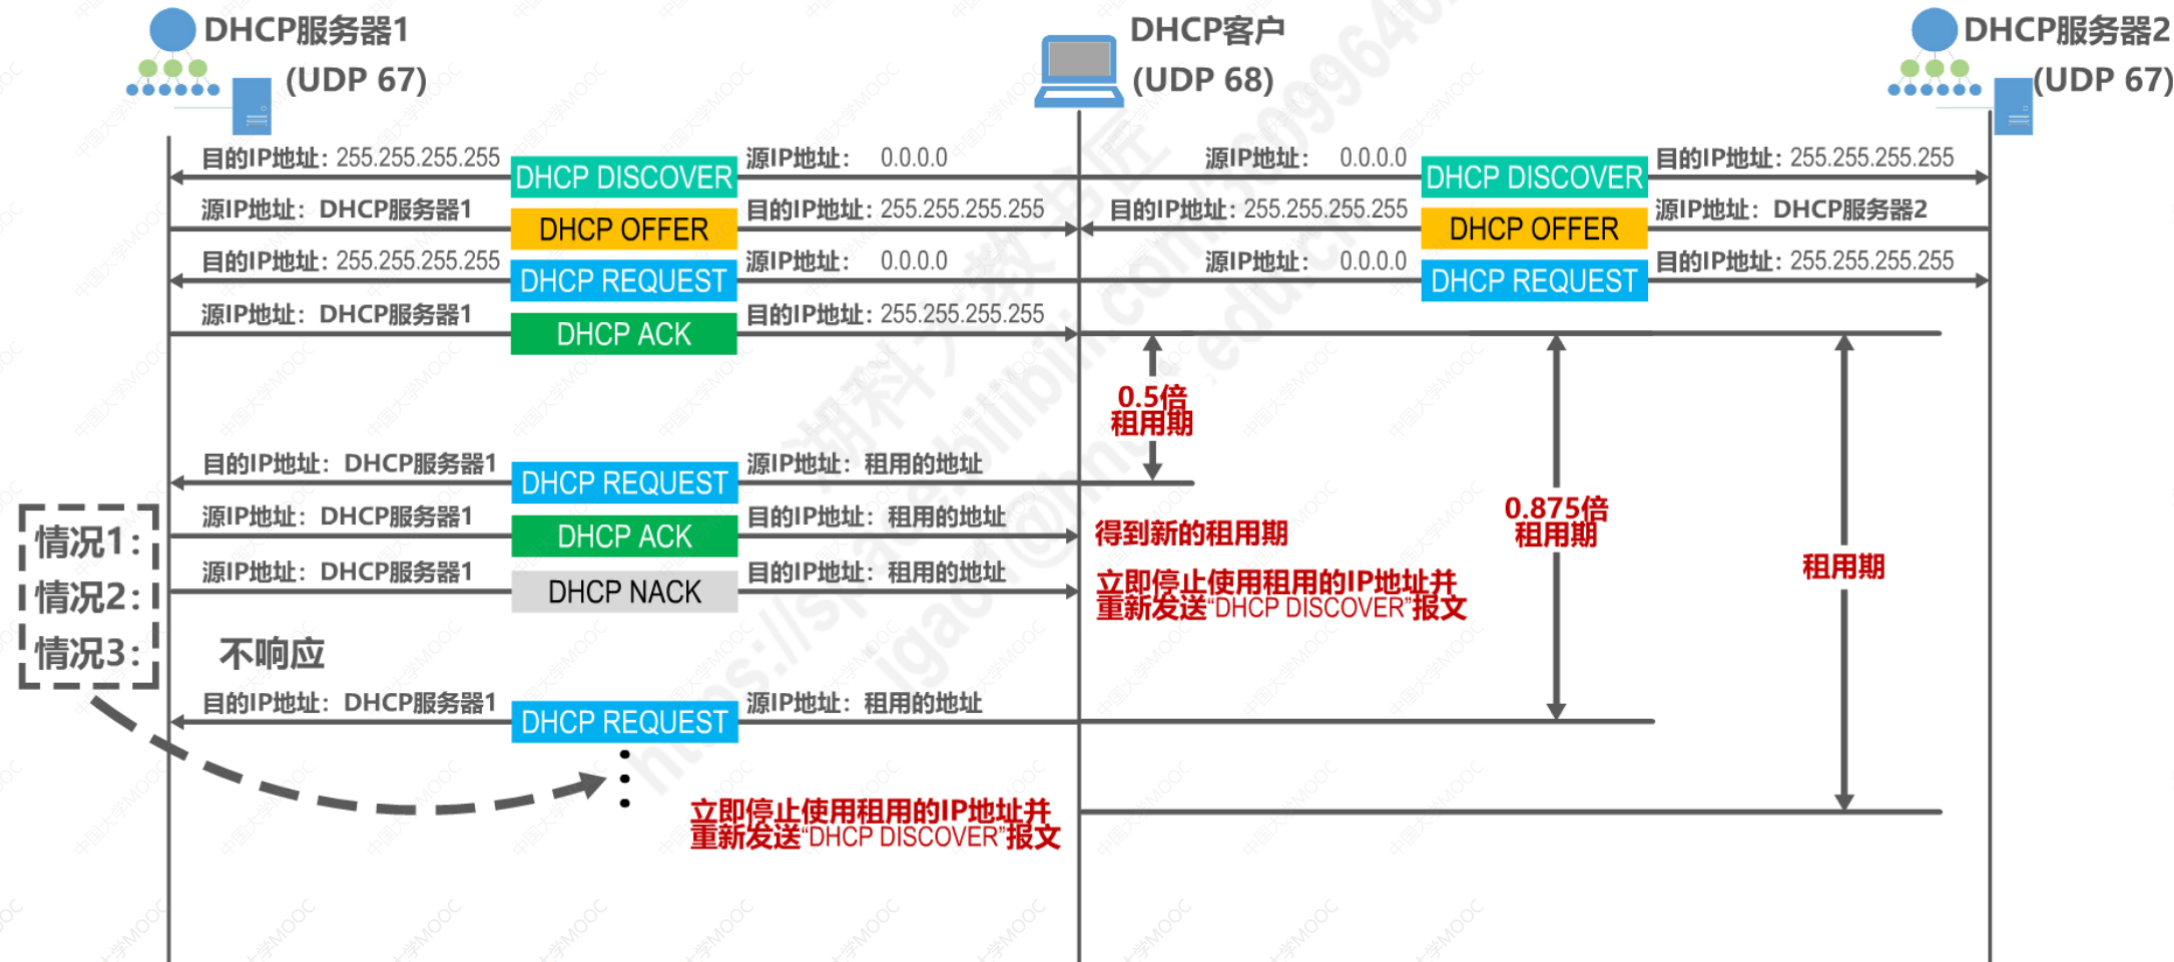 DHCP服务器1
(UDP 67)
DHCP客户
(UDP 68)
DHCP服务器2
(UDP 67)
目的IP地址：255.255.255.255
DHCP DISCOVER
源IP地址： 0.0.0.0
源IP地址： 0.0.0.0
DHCP DISCOVER
目的IP地址：255.255.255.255
源IP地址：DHCP服务器1
DHCP OFFER
目的IP地址：255.255.255.255
目的IP地址：255.255.255.255
DHCP OFFER
源IP地址：DHCP服务器2
目的IP地址：255.255.255.255
DHCP REQUEST
源IP地址： 0.0.0.0
源IP地址： 0.0.0.0
DHCP REQUEST
目的IP地址：255.255.255.255
源IP地址：DHCP服务器1
DHCP ACK
目的IP地址：255.255.255.255
0.5倍
租用期
目的IP地址：DHCP服务器1
DHCP REQUEST
源IP地址：租用的地址
0.875倍
租用期
情况1：
源IP地址：DHCP服务器1
DHCP ACK
目的IP地址：租用的地址
得到新的租用期
租用期
情况2：
源IP地址：DHCP服务器1
DHCP NACK
目的IP地址：租用的地址
立即停止使用租用的IP地址并
重新发送“DHCP DISCOVER”报文
情况3：
不响应
目的IP地址：DHCP服务器1
DHCP REQUEST
源IP地址：租用的地址
立即停止使用租用的IP地址并
重新发送“DHCP DISCOVER”报文
中国大学MOOC
湖科大教书匠